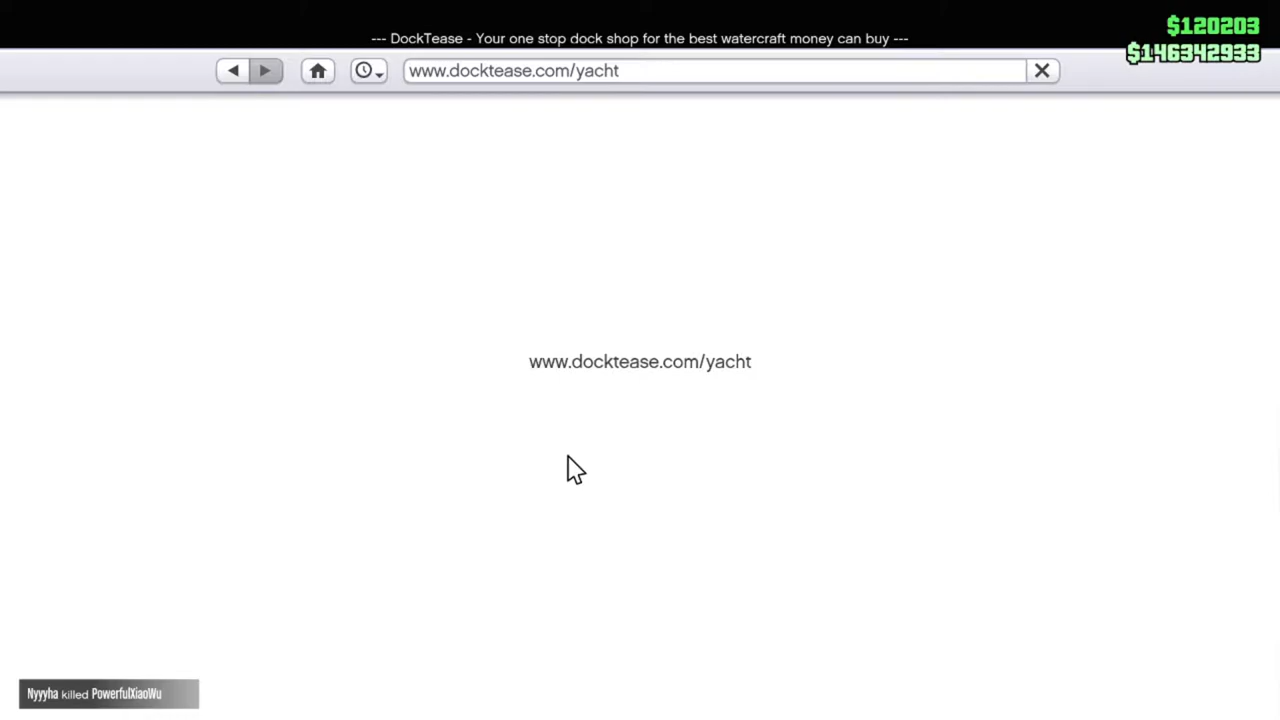 $120203
--- DockTease - Your one stop dock shop for the best watercraft money can buy ---
$146342933
www.docktease.com/yacht
www.docktease.com/yacht
Nyyyha killed PowerfulXiaoWu